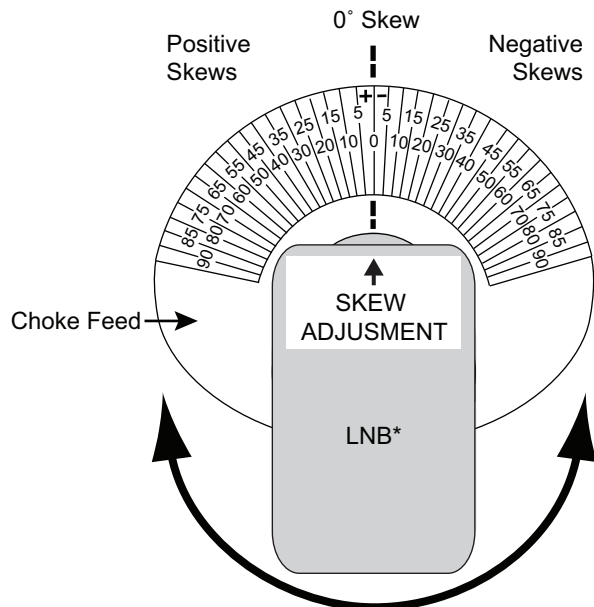 0˚ Skew
Positive
Skews
Negative
Skews
+ −
85 75 65 55 45 35 25 15 5 5 15 25 35 45 55 65 75 85
90 80 70 60 50 40 30 20 10 0 10 20 30 40 50 60 70 80 90
Choke Feed
SKEW
ADJUSMENT
LNB*